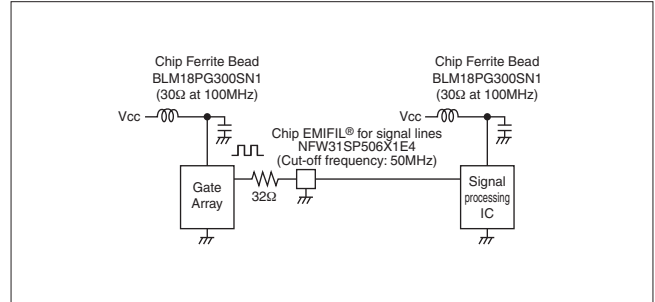 Chip Ferrite Bead
BLM18PG300SN1
(30Ω at 100MHz)
Vcc
Chip Ferrite Bead
BLM18PG300SN1
(30Ω at 100MHz)
Vcc
Chip EMIFIL® for signal lines
NFW31SP506X1E4
(Cut-off frequency: 50MHz)
Gate
Array
32Ω
Signal
processing
IC